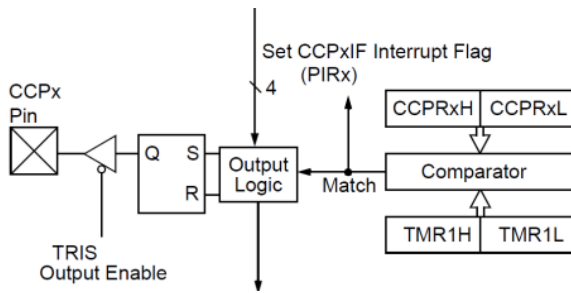 Set CCPxIF Interrupt Flag
(PIRx)
4
CCPx
Pin
CCPRxH CCPRxL
Q S
R
Output
Logic
Match
Comparator
TMR1H TMR1L
TRIS
Output Enable